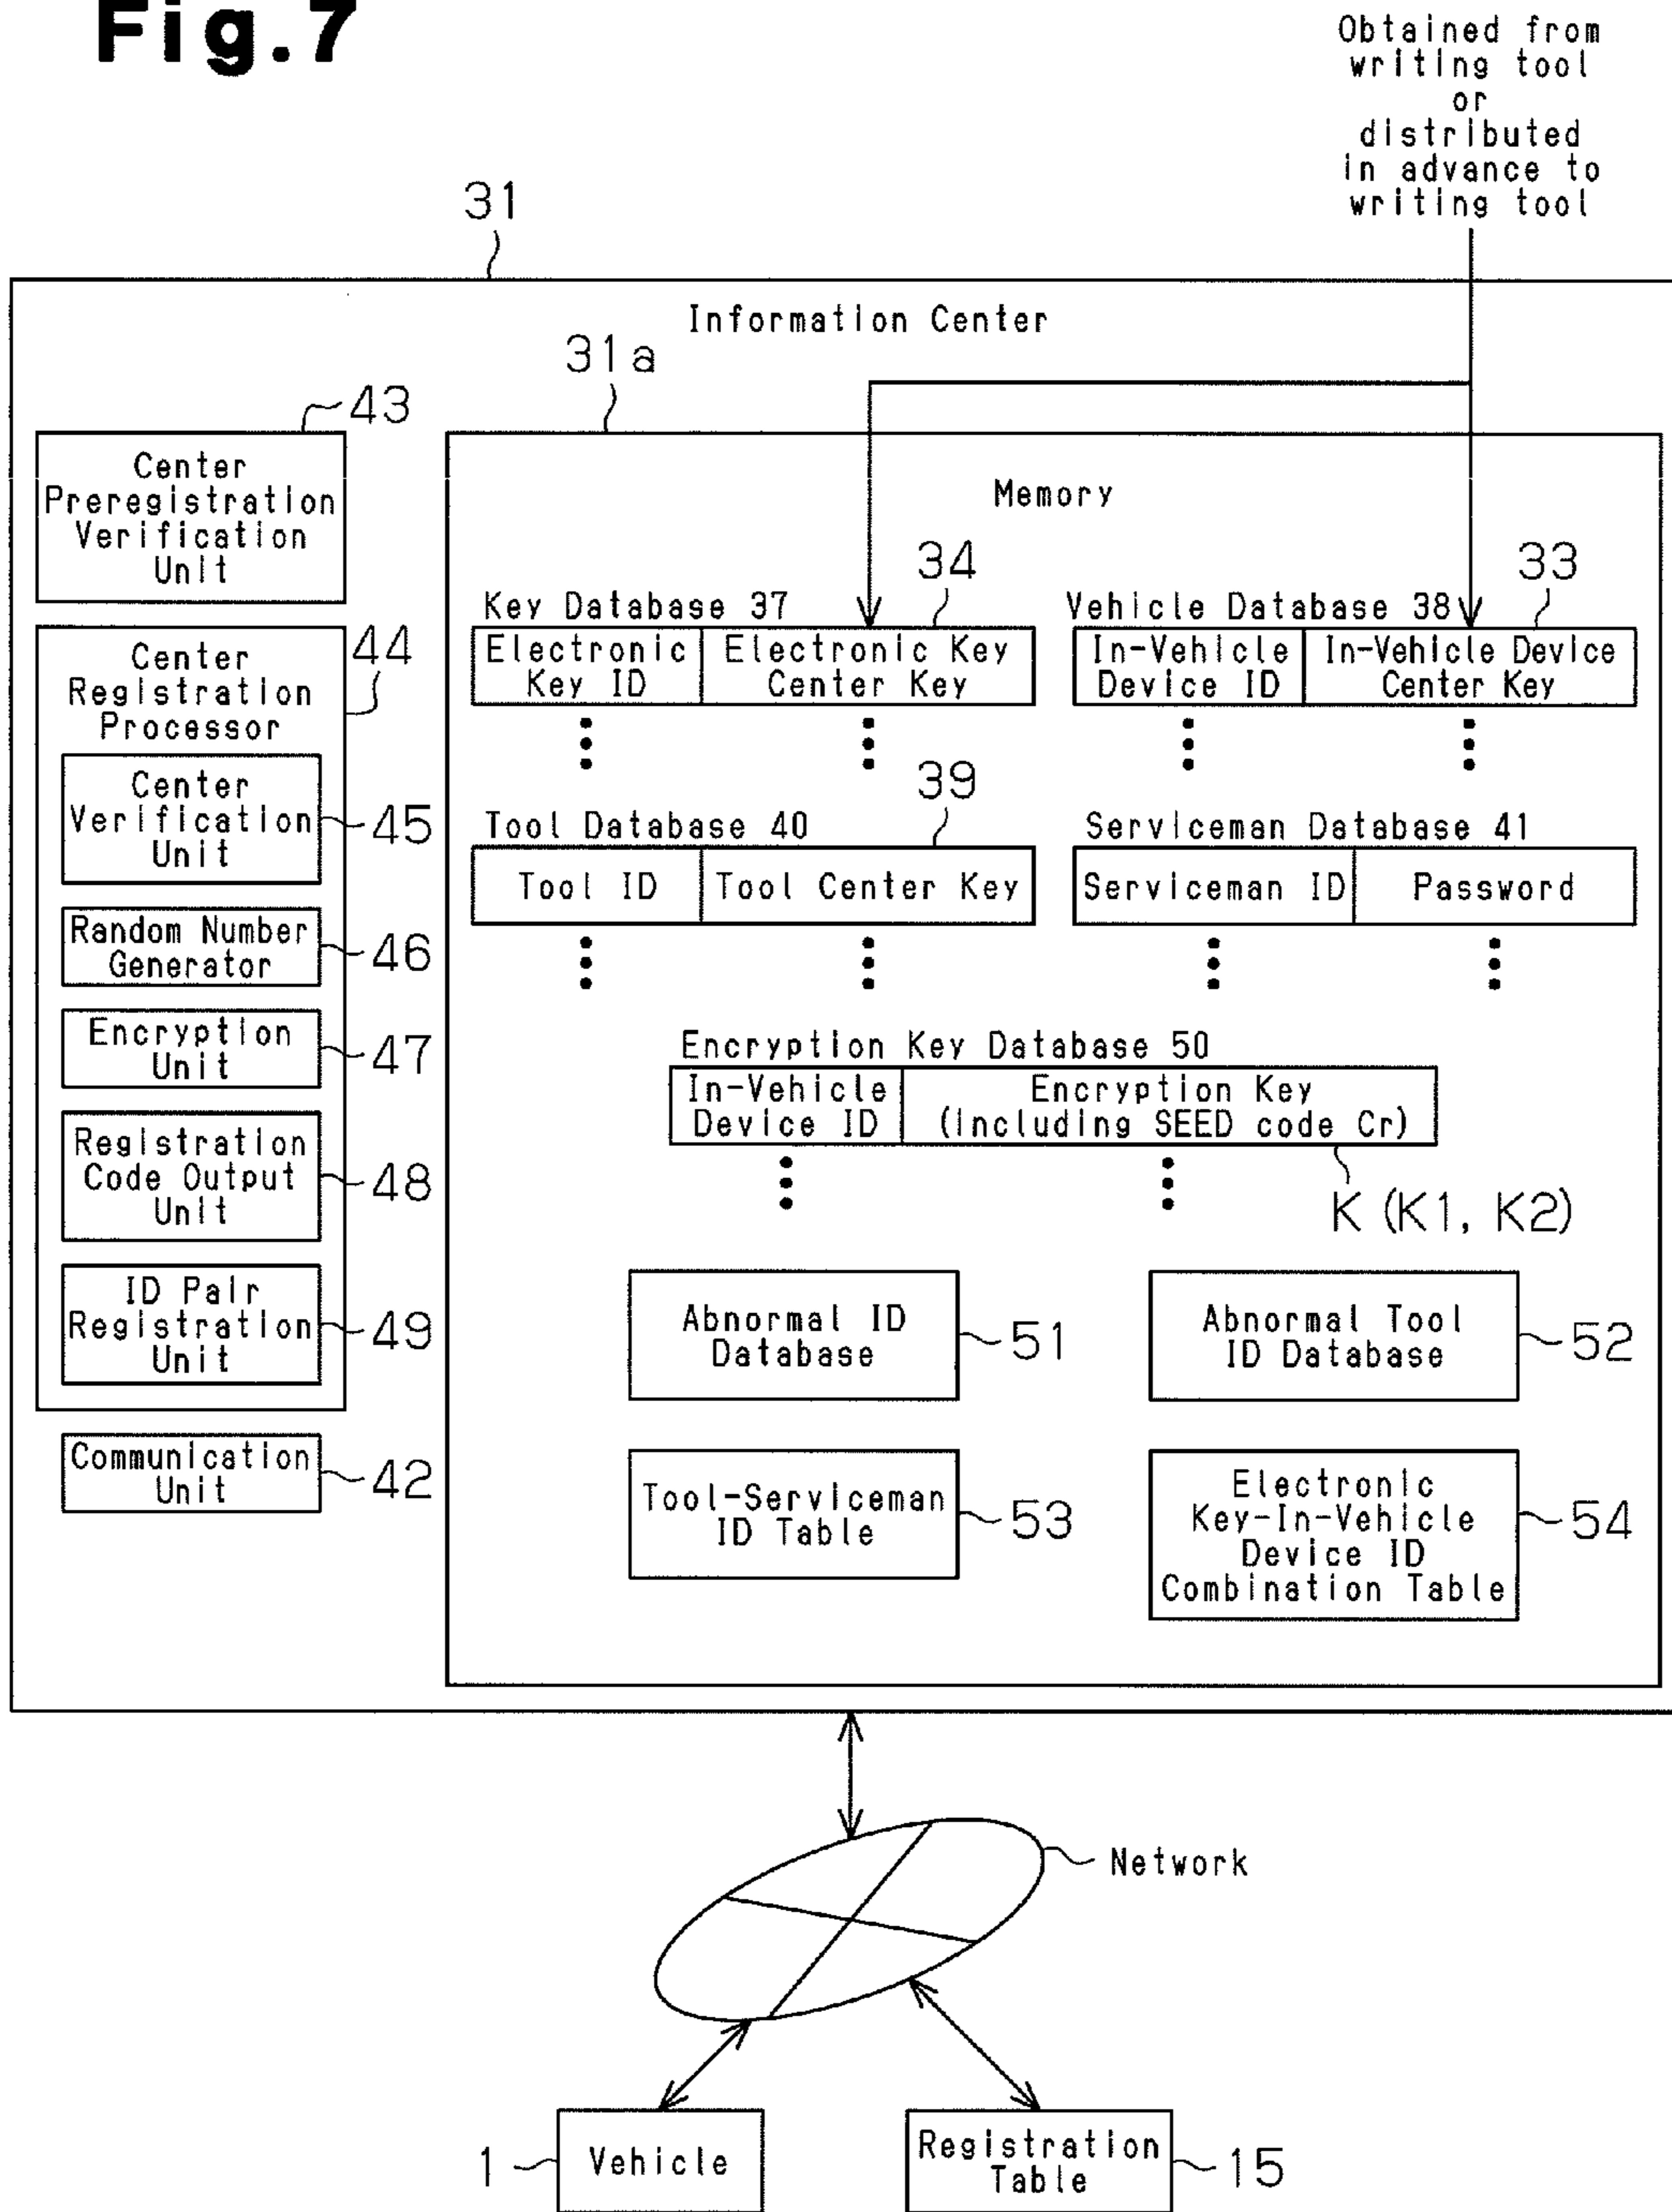 Fig.7
Obtained from
writing tool
or
distributed
in advance to
writing tool
31
Information Center
31a
43
Center
Preregistration
Verification
Unit
44
Center
Registration
Processor
Center
Verification
Unit
45
Random Number
Generator
46
Encryption
Unit
47
Registration
Code Output
Unit
48
ID Pair
Registration
Unit
49
Communication
Unit
42
Memory
34
33
Key Database 37
Electronic
Key ID
Electronic Key
Center Key
Vehicle Database 38
In-Vehicle
Device ID
In-Vehicle Device
Center Key
39
Tool Database 40
Tool ID
Tool Center Key
Serviceman Database 41
Serviceman ID
Password
Encryption Key Database 50
In-Vehicle
Device ID
Encryption Key
(including SEED code Cr)
K (K1, K2)
Abnormal ID
Database
51
Abnormal Tool
ID Database
52
Tool-Serviceman
ID Table
53
Electronic
Key-In-Vehicle
Device ID
Combination Table
54
Network
1
Vehicle
Registration
Table
15